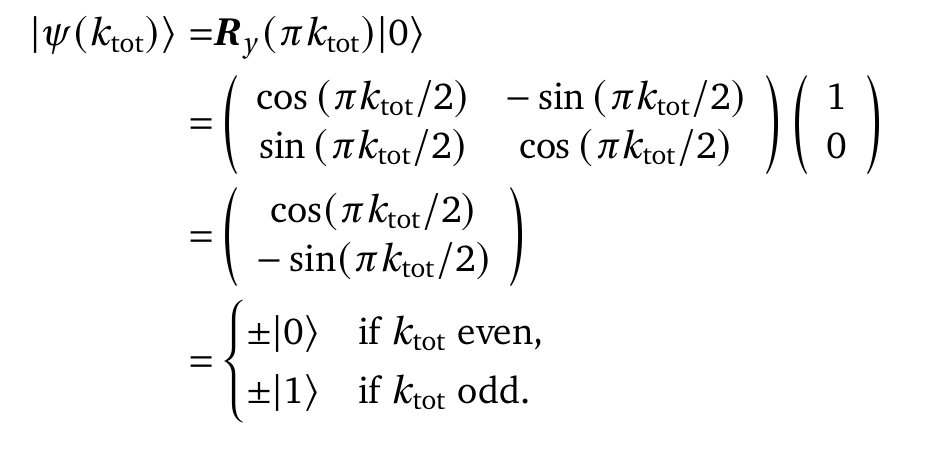 |ψ(k_tot)⟩ =R_y(πk_tot)|0⟩
= ( cos (πk_tot/2) − sin (πk_tot/2) ) ( 1 )
( sin (πk_tot/2) cos (πk_tot/2) ) ( 0 )
= ( cos(πk_tot/2) )
( − sin(πk_tot/2) )
= { ±|0⟩ if k_tot even,
±|1⟩ if k_tot odd.